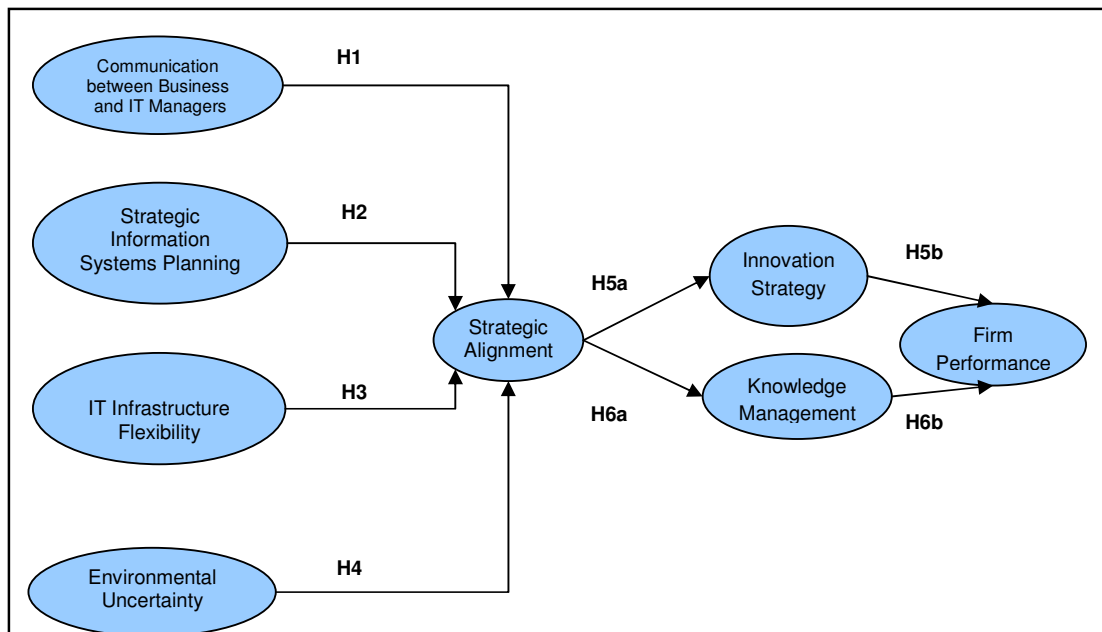 H1
Communication
between Business
and IT Managers
H2
Strategic
Information
Systems Planning
H3
IT Infrastructure
Flexibility
H4
Environmental
Uncertainty
Strategic
Alignment
H5a
Innovation
Strategy
H5b
H6a
Knowledge
Management
H6b
Firm
Performance